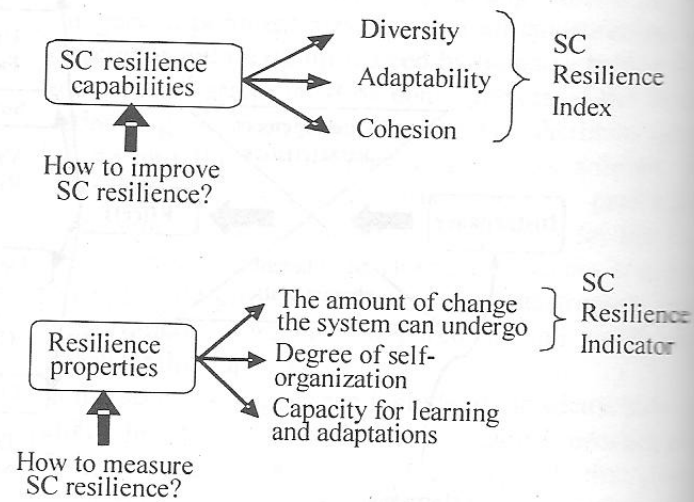 SC resilience
capabilities
Diversity
Adaptability
Cohesion
SC
Resilience
Index
How to improve
SC resilience?
Resilience
properties
The amount of change
the system can undergo
Degree of self-
organization
Capacity for learning
and adaptations
SC
Resilience
Indicator
How to measure
SC resilience?